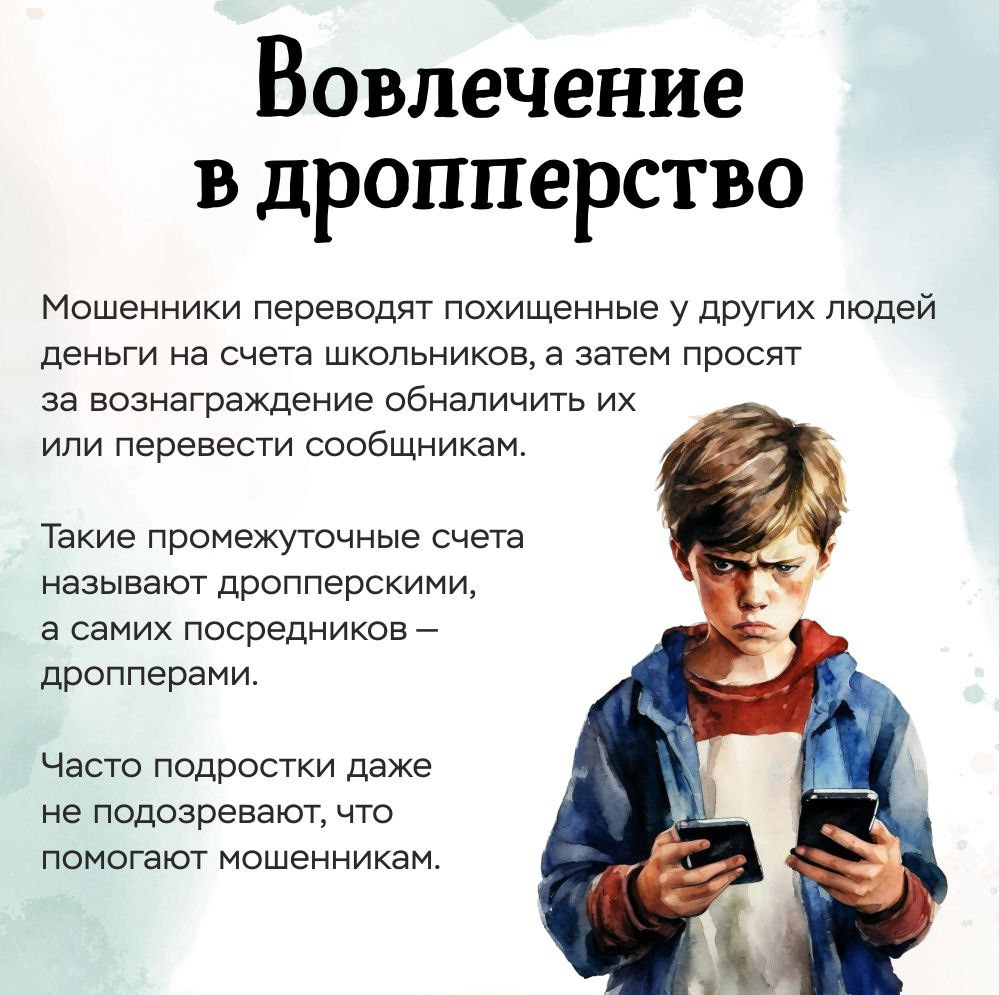 Вовлечение
в дропперство
Мошенники переводят похищенные у других людей
деньги на счета школьников, а затем просят
за вознаграждение обналичить их
или перевести сообщникам.
Такие промежуточные счета
называют дропперскими,
а самих посредников —
дропперами.
Часто подростки даже
не подозревают, что
помогают мошенникам.